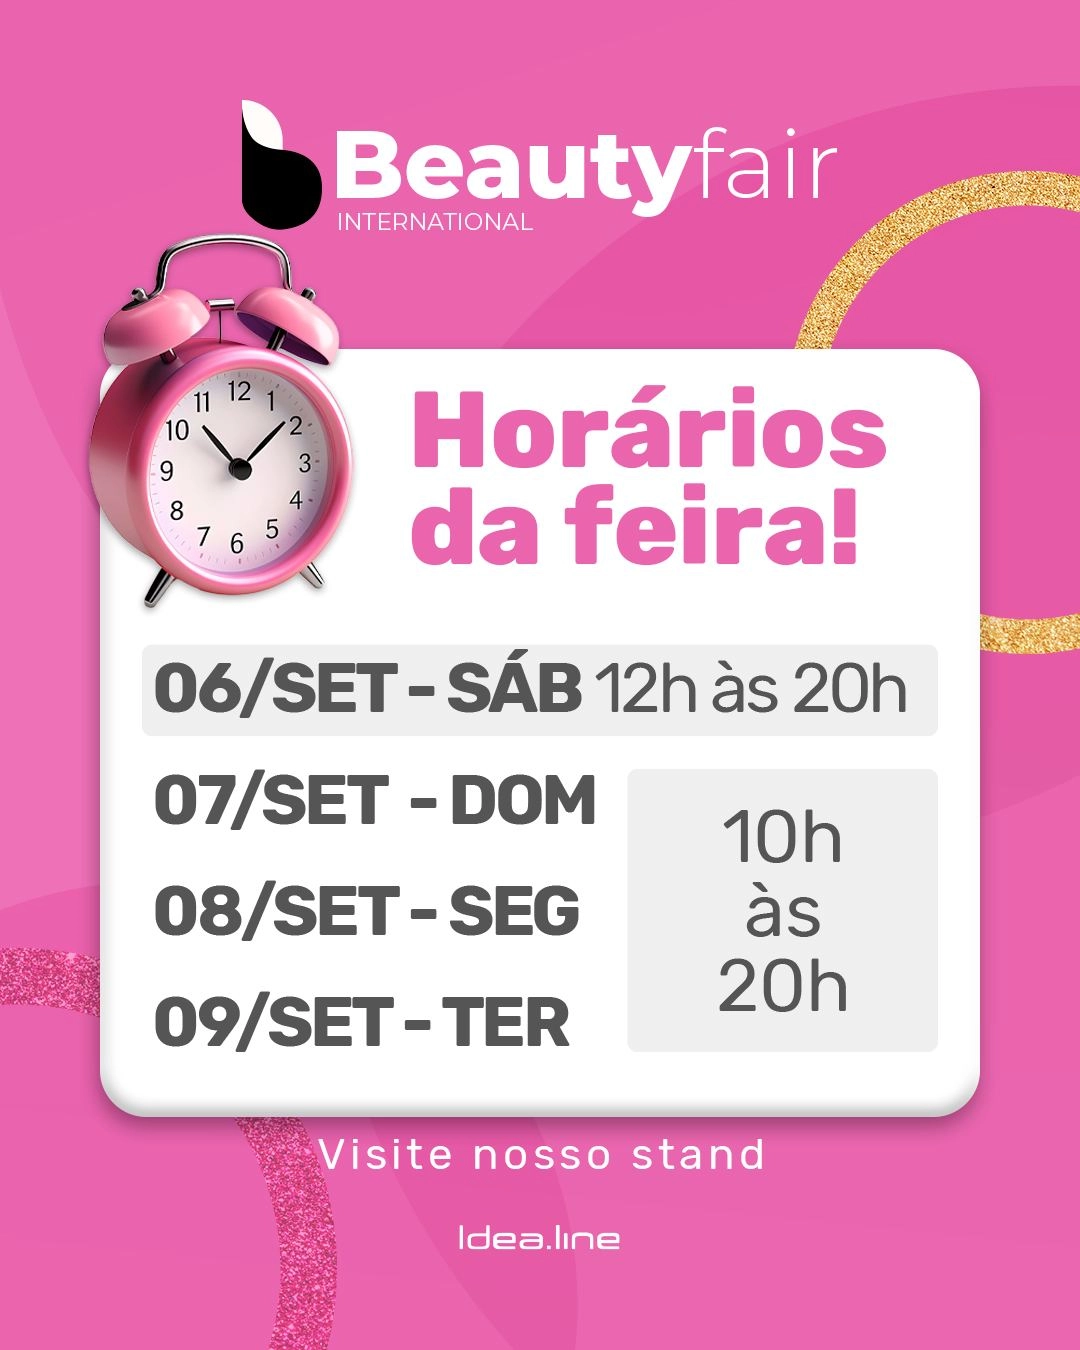 Beautyfair
INTERNATIONAL
12
1
2
3
4
5
6
7
8
9
10
11
Horários
da feira!
06/SET - SÁB 12h às 20h
07/SET - DOM
08/SET - SEG
09/SET - TER
10h
às
20h
Visite nosso stand
Idea.line